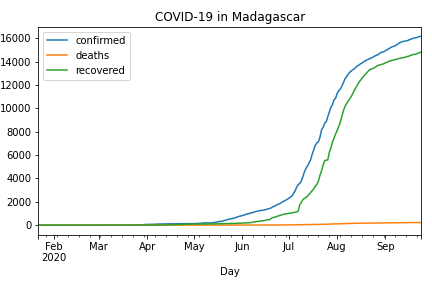 COVID-19 in Madagascar
confirmed
deaths
recovered
16000
14000
12000
10000
8000
6000
4000
2000
0
Feb Mar Apr May Jun Jul Aug Sep
2020
Day